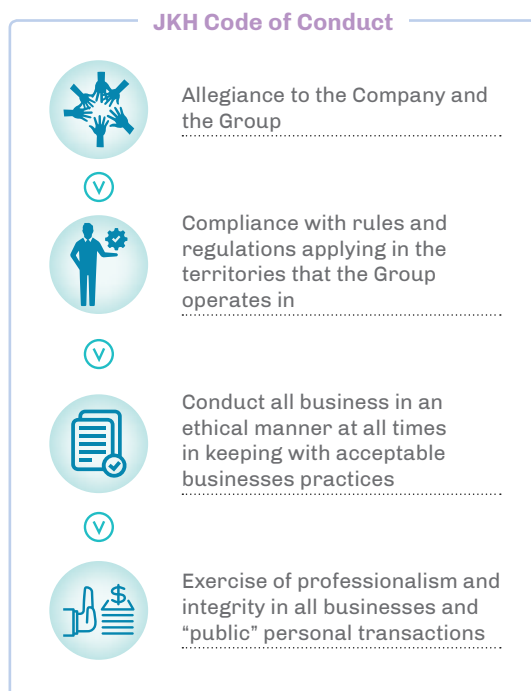 JKH Code of Conduct
Allegiance to the Company and
the Group
Compliance with rules and
regulations applying in the
territories that the Group
operates in
Conduct all business in an
ethical manner at all times
in keeping with acceptable
businesses practices
Exercise of professionalism and
integrity in all businesses and
“public” personal transactions
$